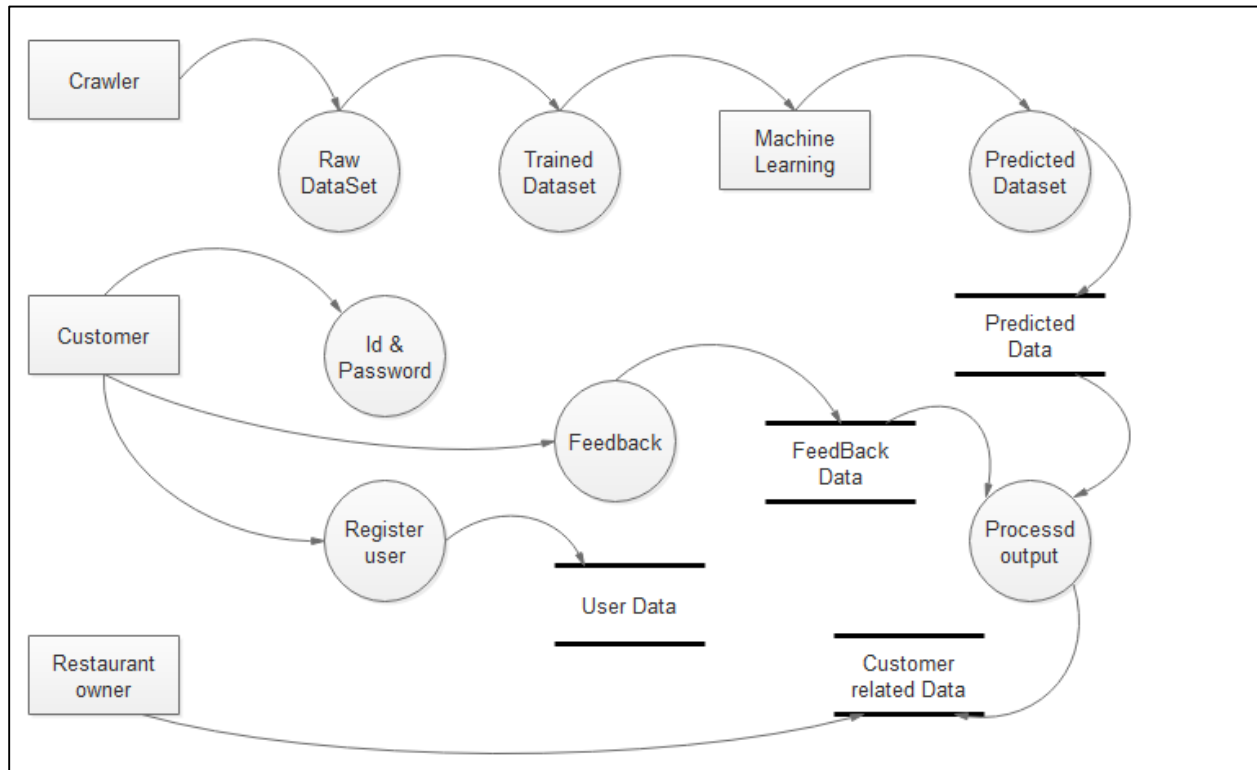 Crawler
Raw
DataSet
Trained
Dataset
Machine
Learning
Predicted
Dataset
Customer
Id &
Password
Predicted
Data
Feedback
FeedBack
Data
Register
user
Processd
output
User Data
Restaurant
owner
Customer
related Data